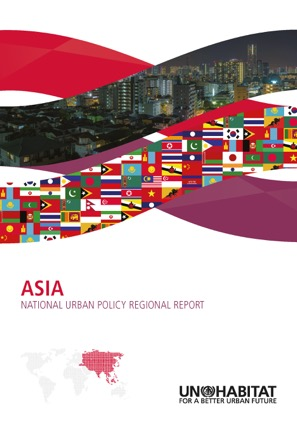 ASIA
NATIONAL URBAN POLICY REGIONAL REPORT
UN HABITAT
FOR A BETTER URBAN FUTURE